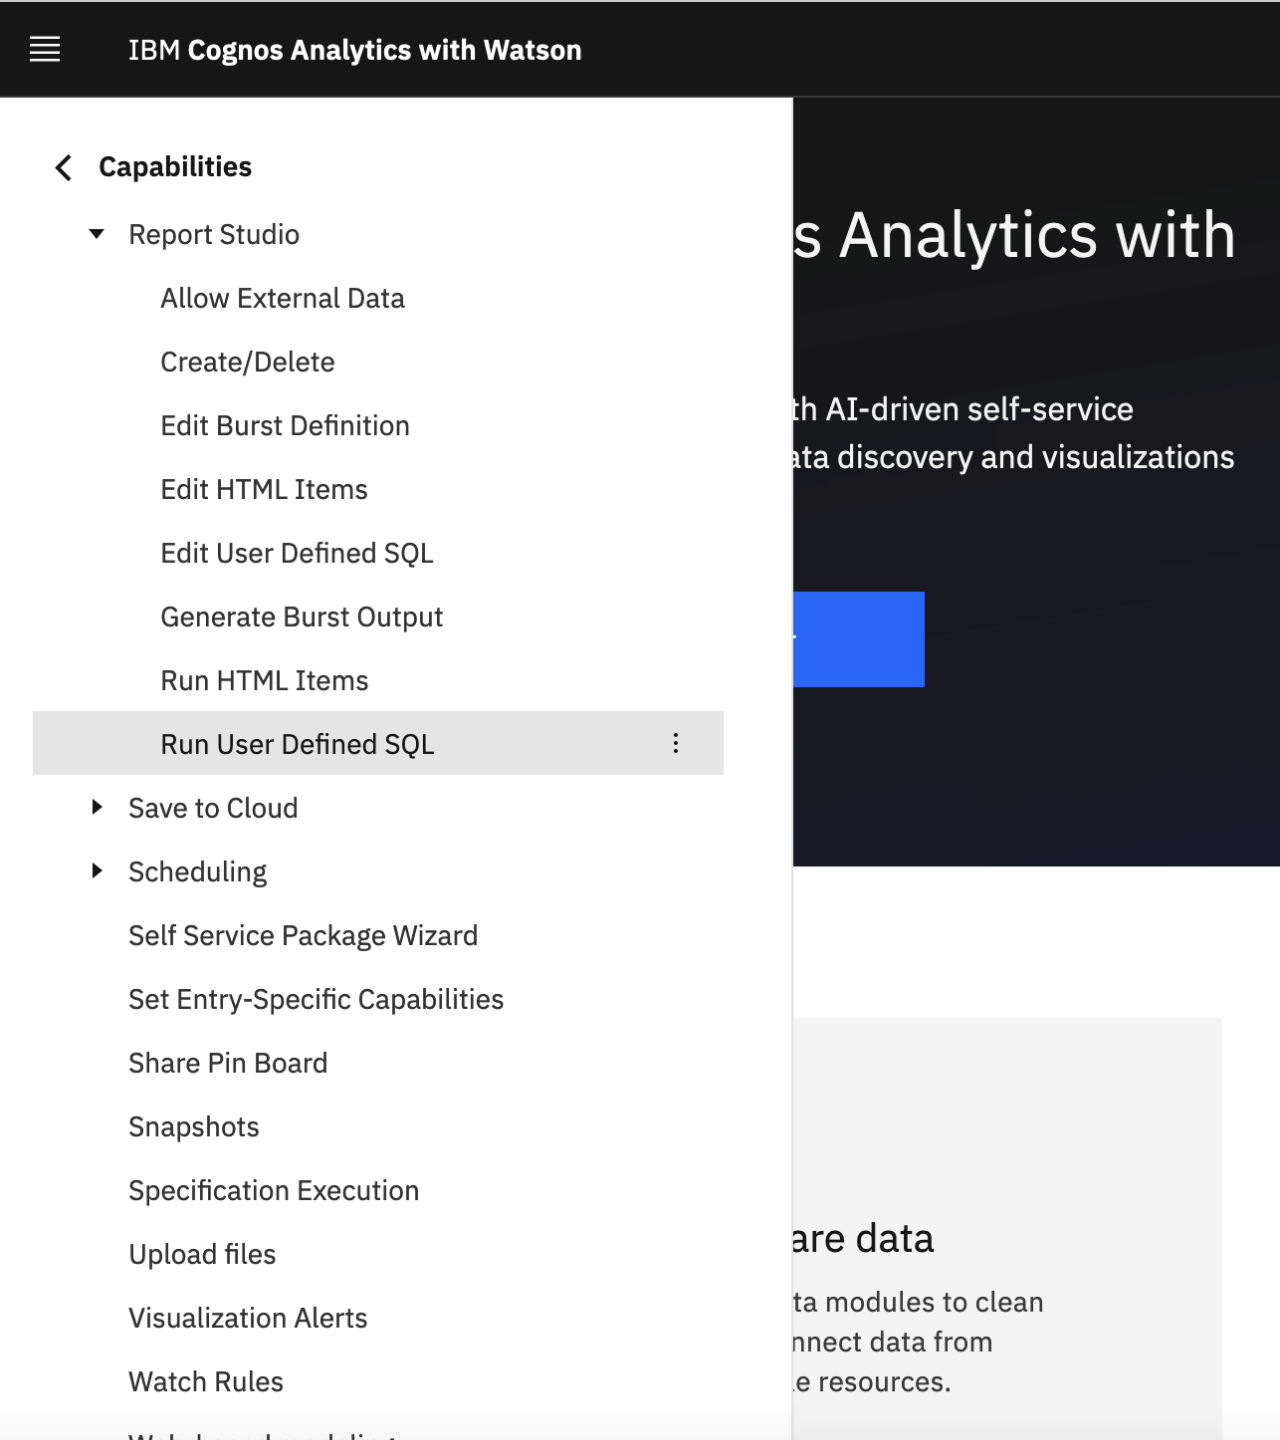 IBM Cognos Analytics with Watson
Capabilities
Report Studio
Allow External Data
Create/Delete
Edit Burst Definition
Edit HTML Items
Edit User Defined SQL
Generate Burst Output
Run HTML Items
Run User Defined SQL
Save to Cloud
Scheduling
Self Service Package Wizard
Set Entry-Specific Capabilities
Share Pin Board
Snapshots
Specification Execution
Upload files
Visualization Alerts
Watch Rules
s Analytics with
th AI-driven self-service
ata discovery and visualizations
are data
ta modules to clean
nnect data from
e resources.